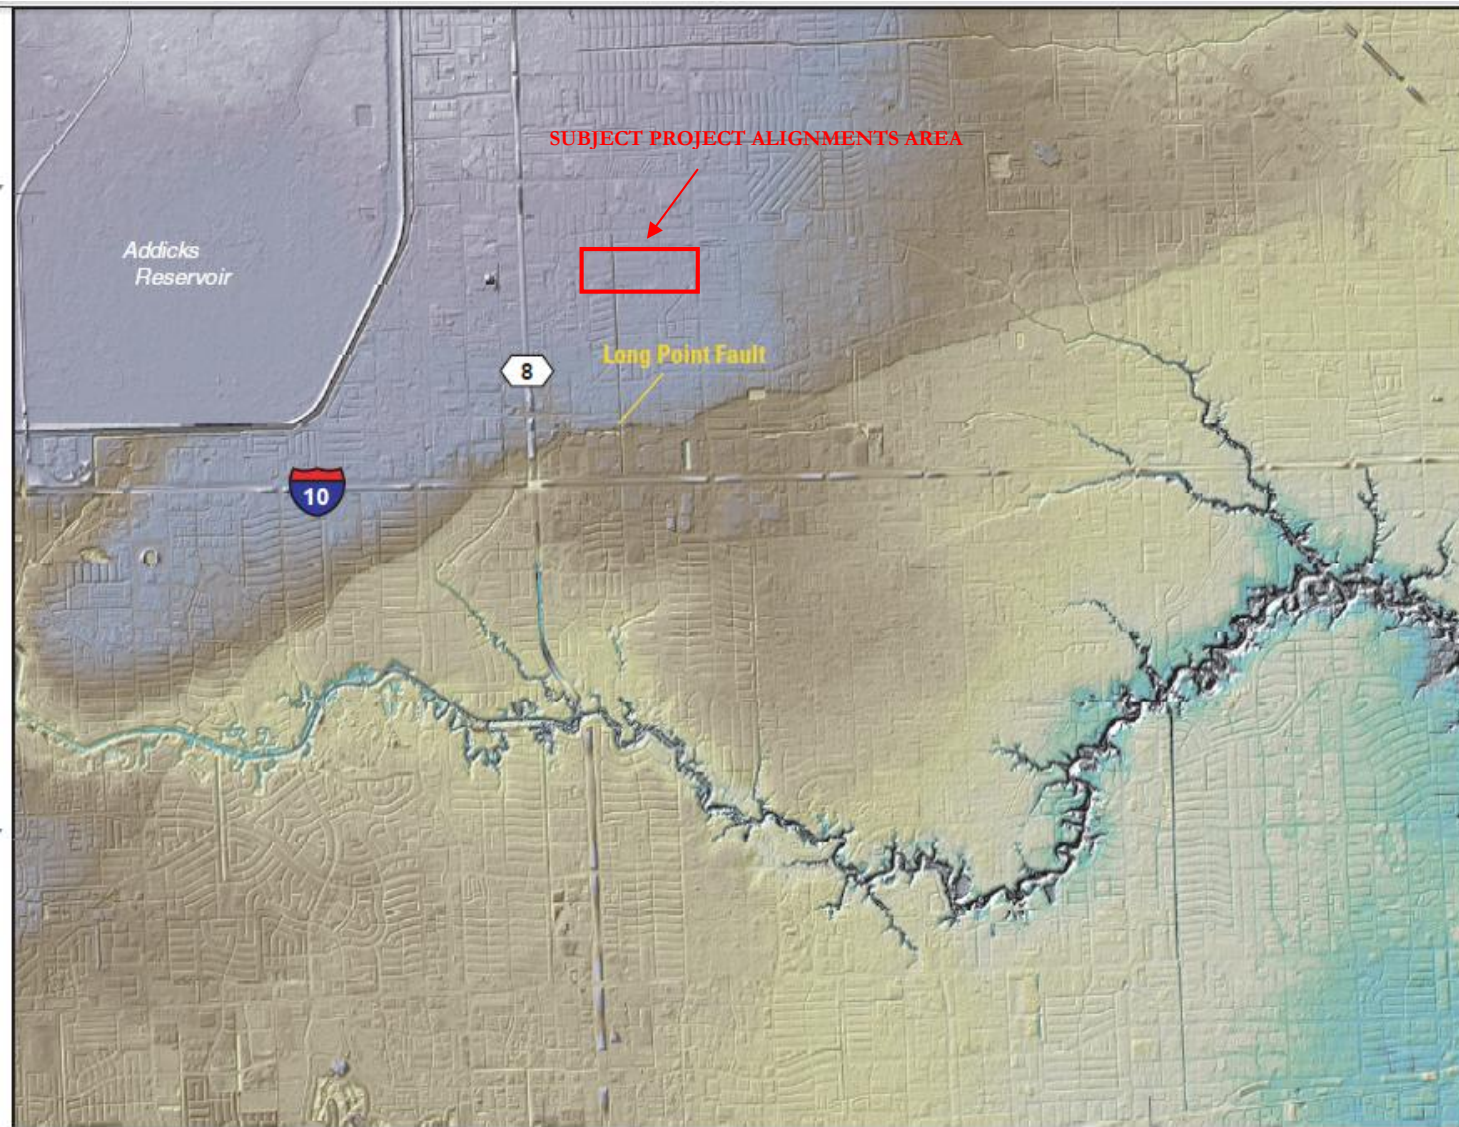 SUBJECT PROJECT ALIGNMENTS AREA
Addicks
Reservoir
Long Point Fault
8
10